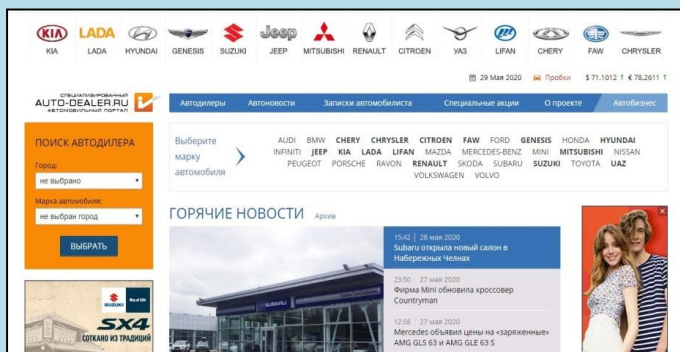 KIA LADA HYUNDAI GENESIS SUZUKI JEEP MITSUBISHI RENAULT CITROEN УАЗ LIFAN CHERY FAW CHRYSLER
29 Мая 2020 Пробки $ 71.1012 ↑ € 78.2611 ↑
СПЕЦИАЛИЗИРОВАННЫЙ
AUTO-DEALER.RU
АВТОМОБИЛЬНЫЙ ПОРТАЛ
Автодилеры Автоновости Записки автомобилиста Специальные акции О проекте Автобизнес
ПОИСК АВТОДИЛЕРА
Город:
не выбрано
Марка автомобиля:
не выбран город
ВЫБРАТЬ
Выберите
марку
автомобиля
AUDI BMW CHERY CHRYSLER CITROEN FAW FORD GENESIS HONDA HYUNDAI
INFINITI JEEP KIA LADA LIFAN MAZDA MERCEDES-BENZ MINI MITSUBISHI NISSAN
PEUGEOT PORSCHE RAVON RENAULT SKODA SUBARU SUZUKI TOYOTA UAZ
VOLKSWAGEN VOLVO
ГОРЯЧИЕ НОВОСТИ Архив
15:42 | 28 мая 2020
Subaru открыла новый салон в
Набережных Челнах
23:50 | 27 мая 2020
Фирма Mini обновила кроссовер
Countryman
12:58 | 27 мая 2020
Mercedes объявил цены на «заряженные»
AMG GLS 63 и AMG GLE 63 S
SUBARU
SUZUKI Way of Life!
SX4
СОТКАНО ИЗ ТРАДИЦИЙ